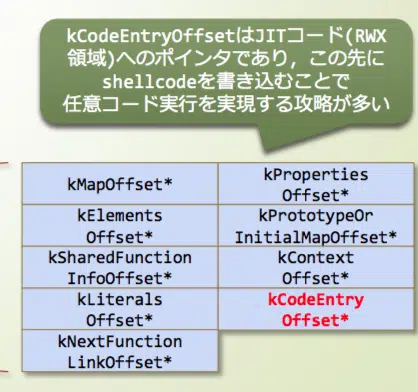 kCodeEntryOffsetはJITコード(RWX
領域)へのポインタであり，この先に
shellcodeを書き込むことで
任意コード実行を実現する攻略が多い
kMapOffset*
kProperties
Offset*
kElements
Offset*
kPrototypeOr
InitialMapOffset*
kSharedFunction
InfoOffset*
kContext
Offset*
kLiterals
Offset*
kCodeEntry
Offset*
kNextFunction
LinkOffset*